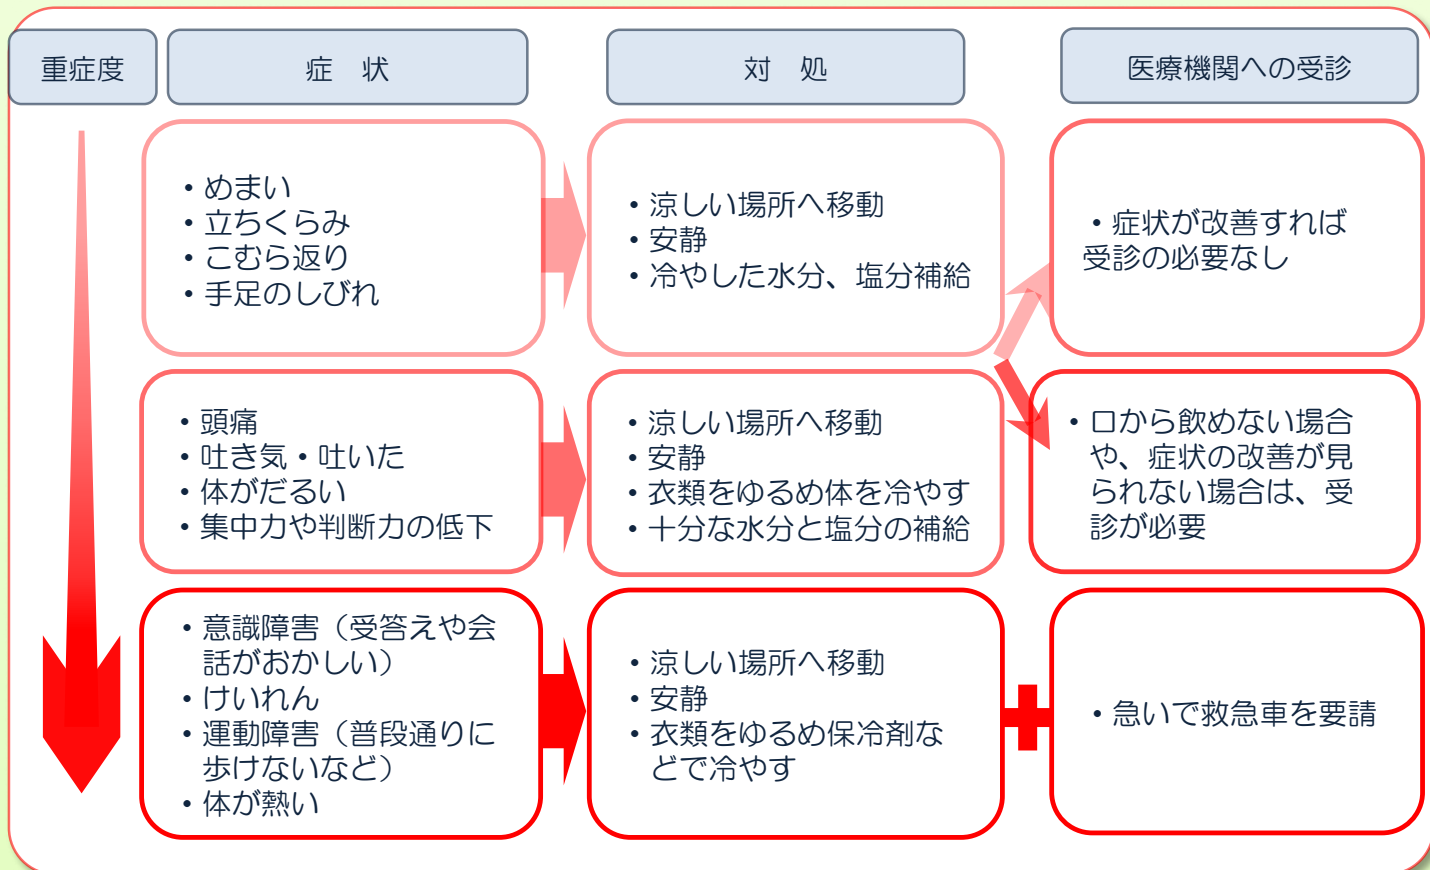 重症度
症　状
対　処
医療機関への受診
・めまい
・立ちくらみ
・こむら返り
・手足のしびれ
・涼しい場所へ移動
・安静
・冷やした水分、塩分補給
・症状が改善すれば
受診の必要なし
・頭痛
・吐き気・吐いた
・体がだるい
・集中力や判断力の低下
・涼しい場所へ移動
・安静
・衣類をゆるめ体を冷やす
・十分な水分と塩分の補給
・口から飲めない場合
や、症状の改善が見
られない場合は、受
診が必要
・意識障害（受答えや会
話がおかしい）
・けいれん
・運動障害（普段通りに
歩けないなど）
・体が熱い
・涼しい場所へ移動
・安静
・衣類をゆるめ保冷剤な
どで冷やす
・急いで救急車を要請